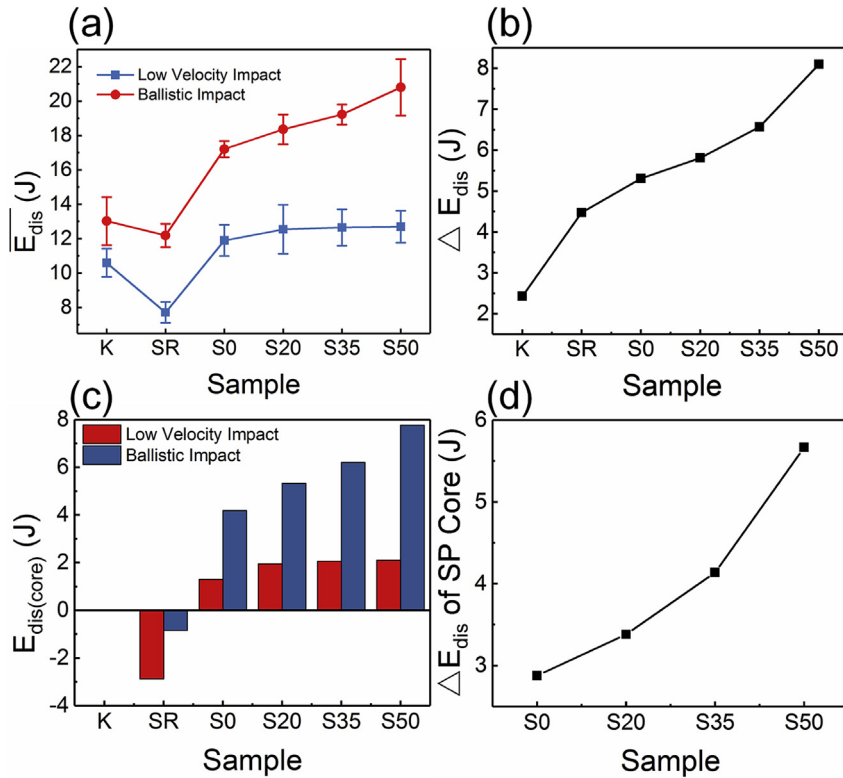 (a)
22
20
18
16
14
12
10
8
Low Velocity Impact
Ballistic Impact
E_dis (J)
K SR S0 S20 S35 S50
Sample
(b)
8
7
6
5
4
3
2
△ E_dis (J)
K SR S0 S20 S35 S50
Sample
(c)
8
6
4
2
0
-2
-4
Low Velocity Impact
Ballistic Impact
E_dis(core) (J)
K SR S0 S20 S35 S50
Sample
(d)
6
5
4
3
△E_dis of SP Core (J)
S0 S20 S35 S50
Sample